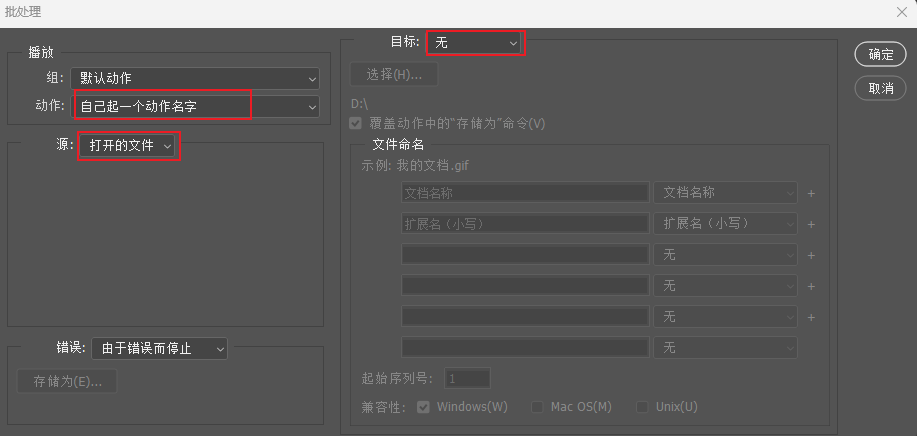 批处理
播放
组: 默认动作
动作: 自己起一个动作名字
源: 打开的文件
错误: 由于错误而停止
存储为(E)...
目标: 无
选择(H)...
D:\
覆盖动作中的"存储为"命令(V)
文件命名
示例: 我的文档.gif
文档名称 文档名称 +
扩展名（小写） 扩展名（小写） +
无 +
无 +
无 +
无
起始序列号: 1
兼容性: Windows(W) Mac OS(M) Unix(U)
确定
取消